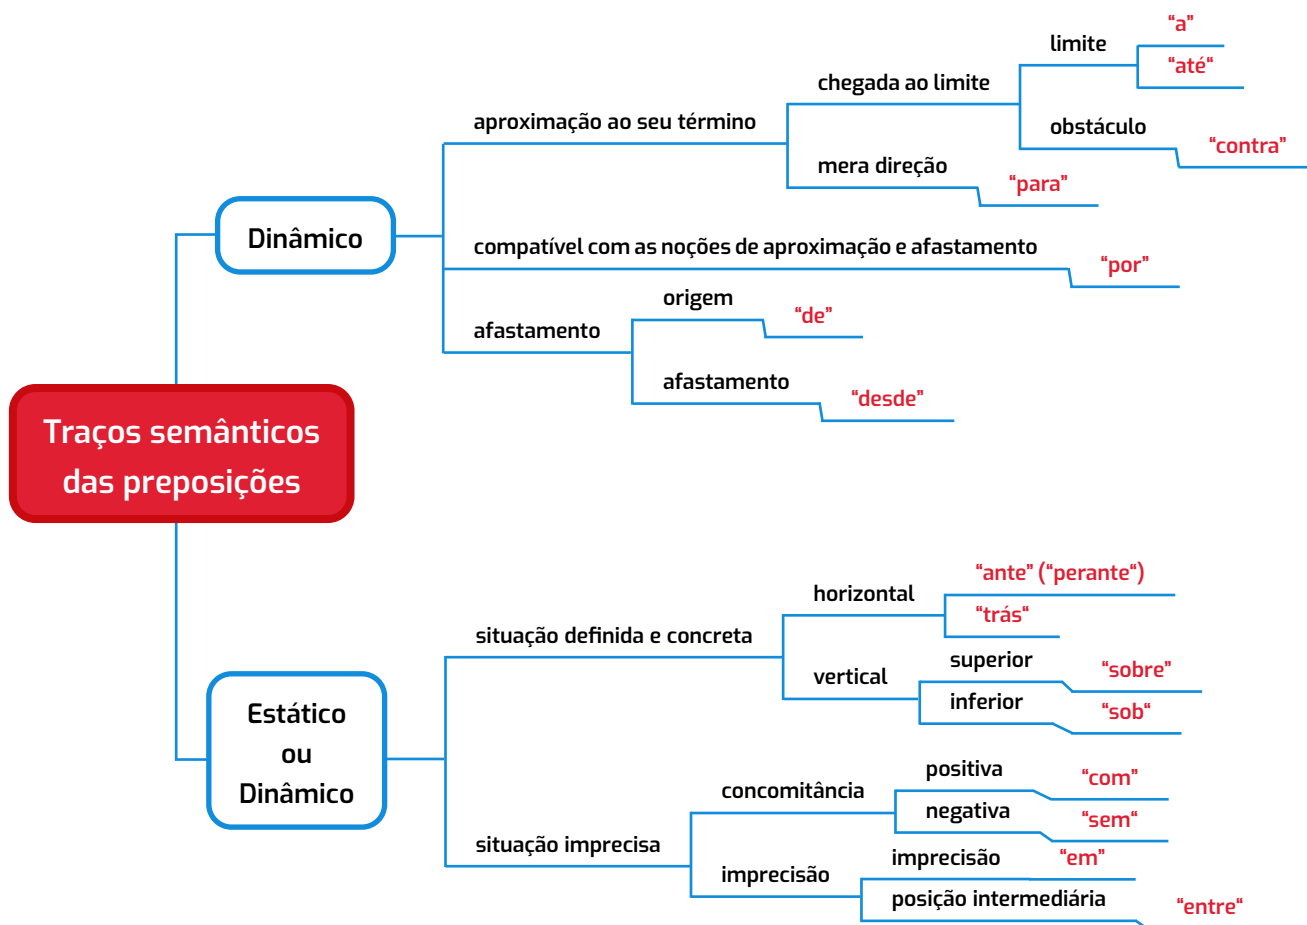 Traços semânticos
das preposições
Dinâmico
aproximação ao seu término
chegada ao limite
limite
“a”
“até“
obstáculo
“contra”
mera direção
“para”
compatível com as noções de aproximação e afastamento
“por”
afastamento
origem
“de”
afastamento
“desde”
Estático
ou
Dinâmico
situação definida e concreta
horizontal
“ante” (“perante“)
“trás“
vertical
superior
“sobre”
inferior
“sob“
situação imprecisa
concomitância
positiva
“com”
negativa
“sem“
imprecisão
imprecisão
“em”
posição intermediária
“entre“